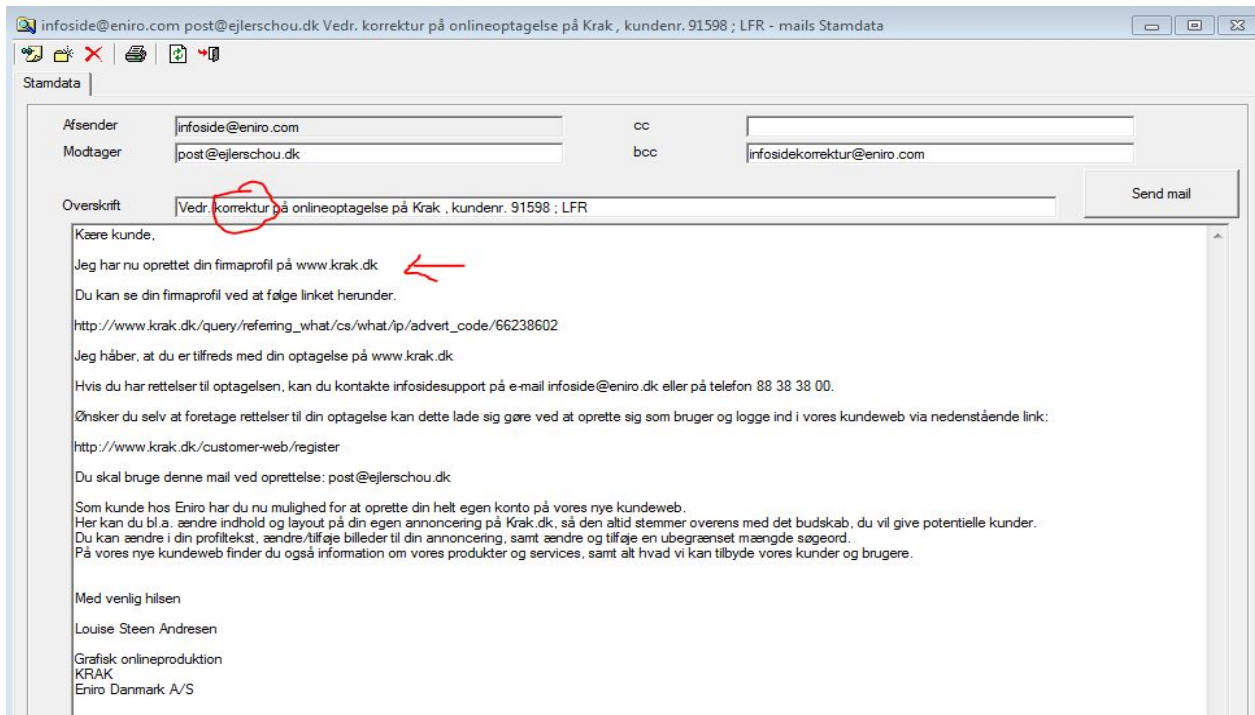 infoside@eniro.com post@ejlerschou.dk Vedr. korrektur på onlineoptagelse på Krak , kundenr. 91598 ; LFR - mails Stamdata
Stamdata
Afsender infoside@eniro.com cc
Modtager post@ejlerschou.dk bcc infosidekorrektur@eniro.com
Send mail
Overskrift Vedr. korrektur på onlineoptagelse på Krak , kundenr. 91598 ; LFR
Kære kunde,
Jeg har nu oprettet din firmaprofil på www.krak.dk
Du kan se din firmaprofil ved at følge linket herunder.
http://www.krak.dk/query/referring_what/cs/what/ip/advert_code/66238602
Jeg håber, at du er tilfreds med din optagelse på www.krak.dk
Hvis du har rettelser til optagelsen, kan du kontakte infosidesupport på e-mail infoside@eniro.dk eller på telefon 88 38 38 00.
Ønsker du selv at foretage rettelser til din optagelse kan dette lade sig gøre ved at oprette sig som bruger og logge ind i vores kundeweb via nedenstående link:
http://www.krak.dk/customer-web/register
Du skal bruge denne mail ved oprettelse: post@ejlerschou.dk
Som kunde hos Eniro har du nu mulighed for at oprette din helt egen konto på vores nye kundeweb.
Her kan du bl.a. ændre indhold og layout på din egen annoncering på Krak.dk, så den altid stemmer overens med det budskab, du vil give potentielle kunder.
Du kan ændre i din profiltekst, ændre/tilføje billeder til din annoncering, samt ændre og tilføje en ubegrænset mængde søgeord.
På vores nye kundeweb finder du også information om vores produkter og services, samt alt hvad vi kan tilbyde vores kunder og brugere.
Med venlig hilsen
Louise Steen Andresen
Grafisk onlineproduktion
KRAK
Eniro Danmark A/S